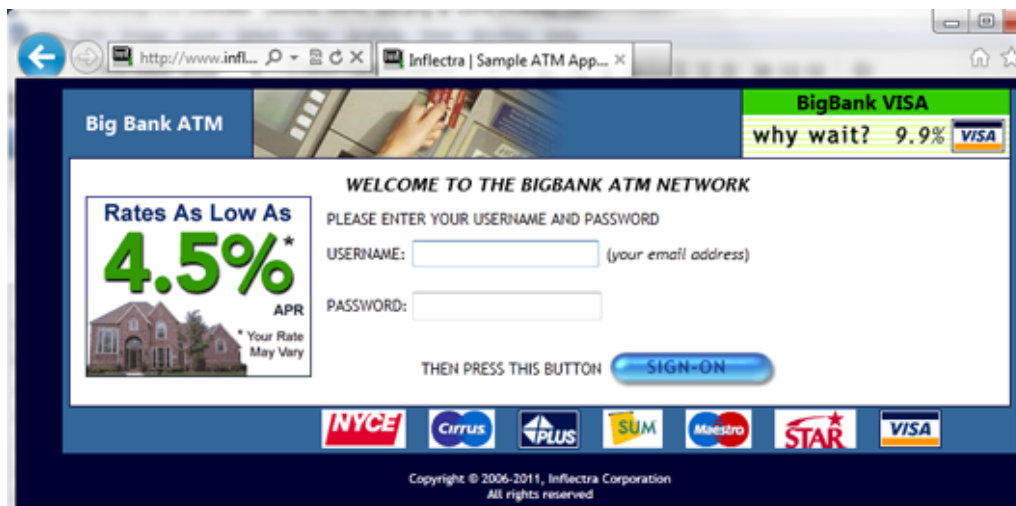 http://www.infl...
Inflectra | Sample ATM App...
Big Bank ATM
BigBank VISA
why wait? 9.9% VISA
WELCOME TO THE BIGBANK ATM NETWORK
Rates As Low As
4.5%*
APR
* Your Rate
May Vary
PLEASE ENTER YOUR USERNAME AND PASSWORD
USERNAME: (your email address)
PASSWORD:
THEN PRESS THIS BUTTON SIGN-ON
NYCE Cirrus PLUS SUM Maestro STAR VISA
Copyright © 2006-2011, Inflectra Corporation
All rights reserved